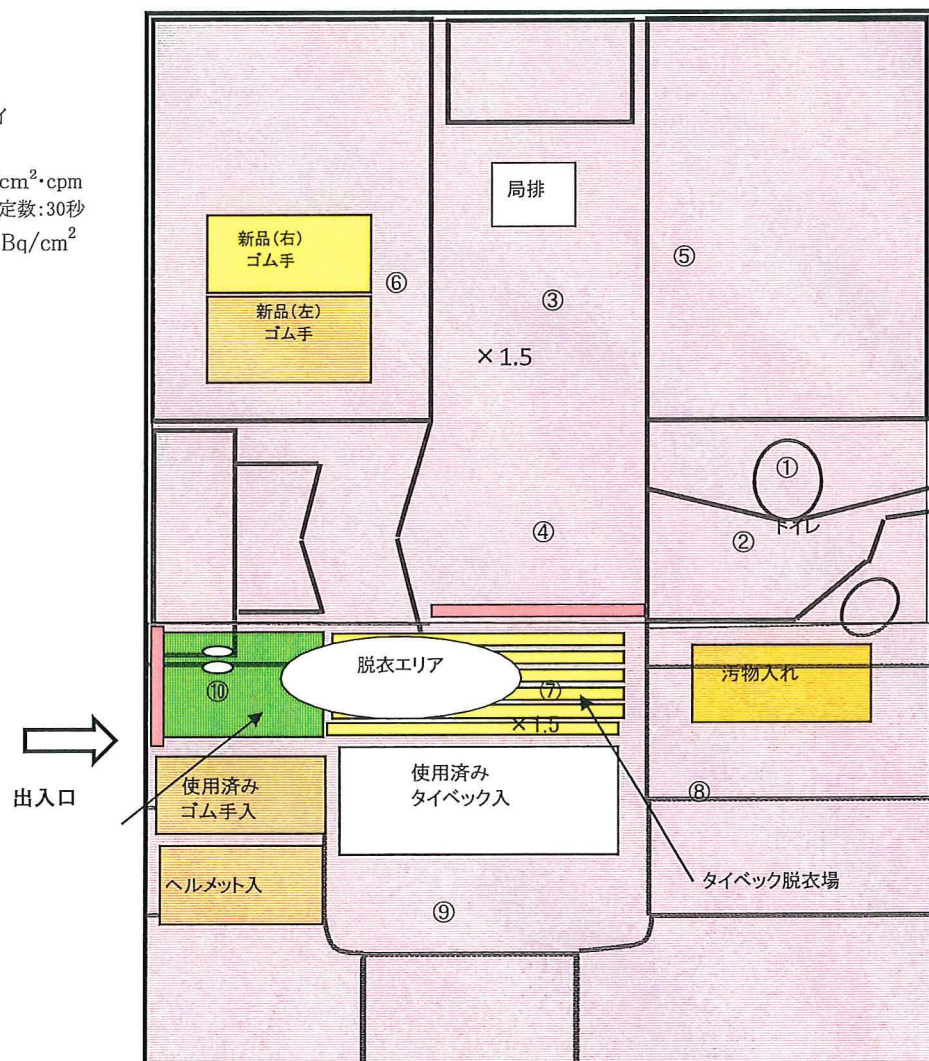 イ
cm²・cpm
定数:30秒
Bq/cm²
局排
新品(右)
ゴム手
新品(左)
ゴム手
⑥
③
⑤
×1.5
①
トイレ
②
④
脱衣エリア
⑩
⑦
×1.5
汚物入れ
出入口
使用済み
ゴム手入
使用済み
タイベック入
⑧
ヘルメット入
タイベック脱衣場
⑨